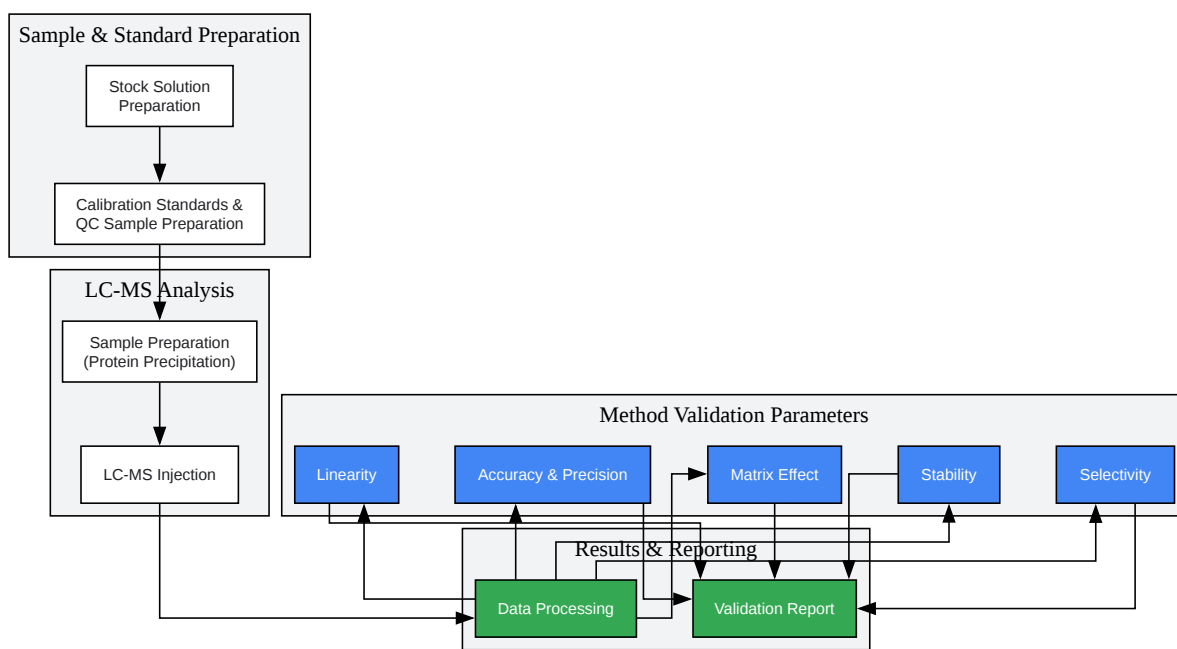 Sample & Standard Preparation
Stock Solution
Preparation
Calibration Standards &
QC Sample Preparation
LC-MS Analysis
Sample Preparation
(Protein Precipitation)
LC-MS Injection
Method Validation Parameters
Linearity
Accuracy & Precision
Matrix Effect
Stability
Selectivity
Results & Reporting
Data Processing
Validation Report